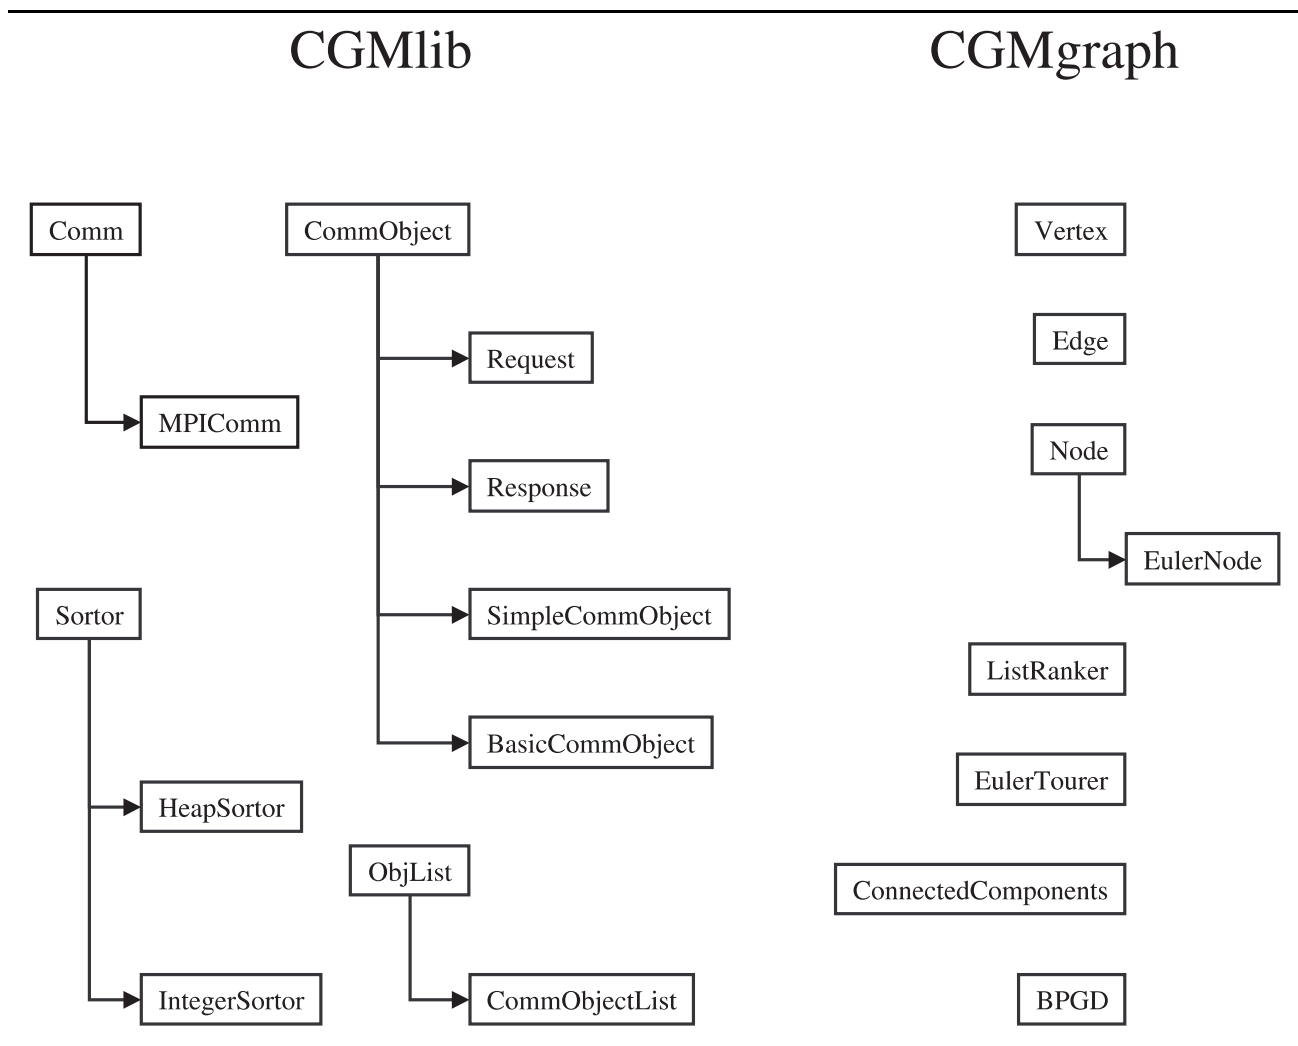 CGMlib
CGMgraph
Comm
CommObject
Request
MPIComm
Response
SimpleCommObject
Sortor
BasicCommObject
HeapSortor
ObjList
IntegerSortor
CommObjectList
Vertex
Edge
Node
EulerNode
ListRanker
EulerTourer
ConnectedComponents
BPGD